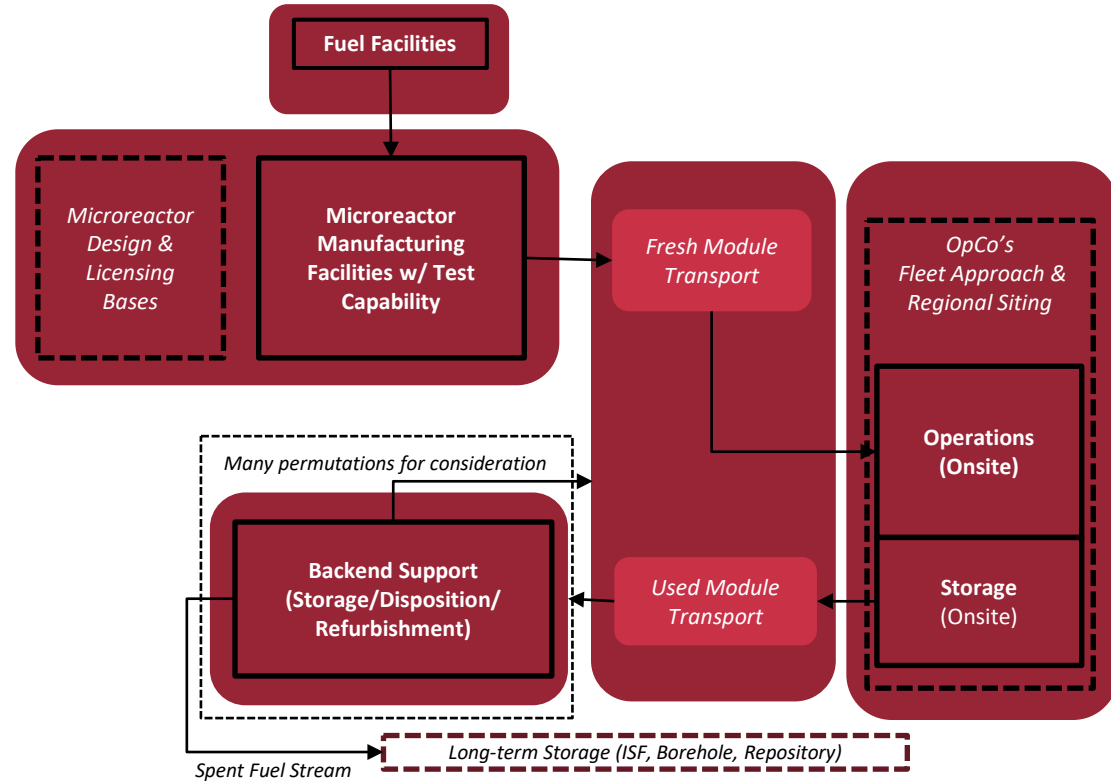 Fuel Facilities
Microreactor
Design &
Licensing
Bases
Microreactor
Manufacturing
Facilities w/ Test
Capability
Fresh Module
Transport
OpCo’s
Fleet Approach &
Regional Siting
Operations
(Onsite)
Storage
(Onsite)
Used Module
Transport
Many permutations for consideration
Backend Support
(Storage/Disposition/
Refurbishment)
Long-term Storage (ISF, Borehole, Repository)
Spent Fuel Stream